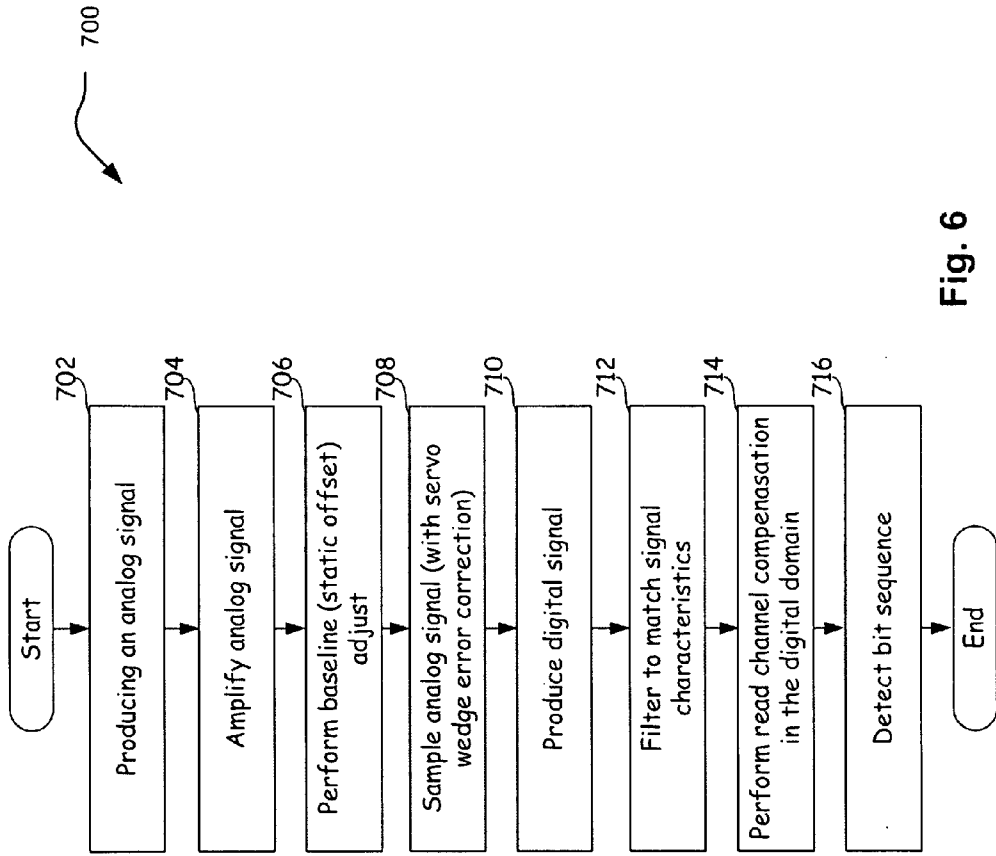 700
Start
702
Producing an analog signal
704
Amplify analog signal
706
Perform baseline (static offset)
adjust
708
Sample analog signal (with servo
wedge error correction)
710
Produce digital signal
712
Filter to match signal
characteristics
714
Perform read channel compenasation
in the digital domain
716
Detect bit sequence
End
Fig. 6